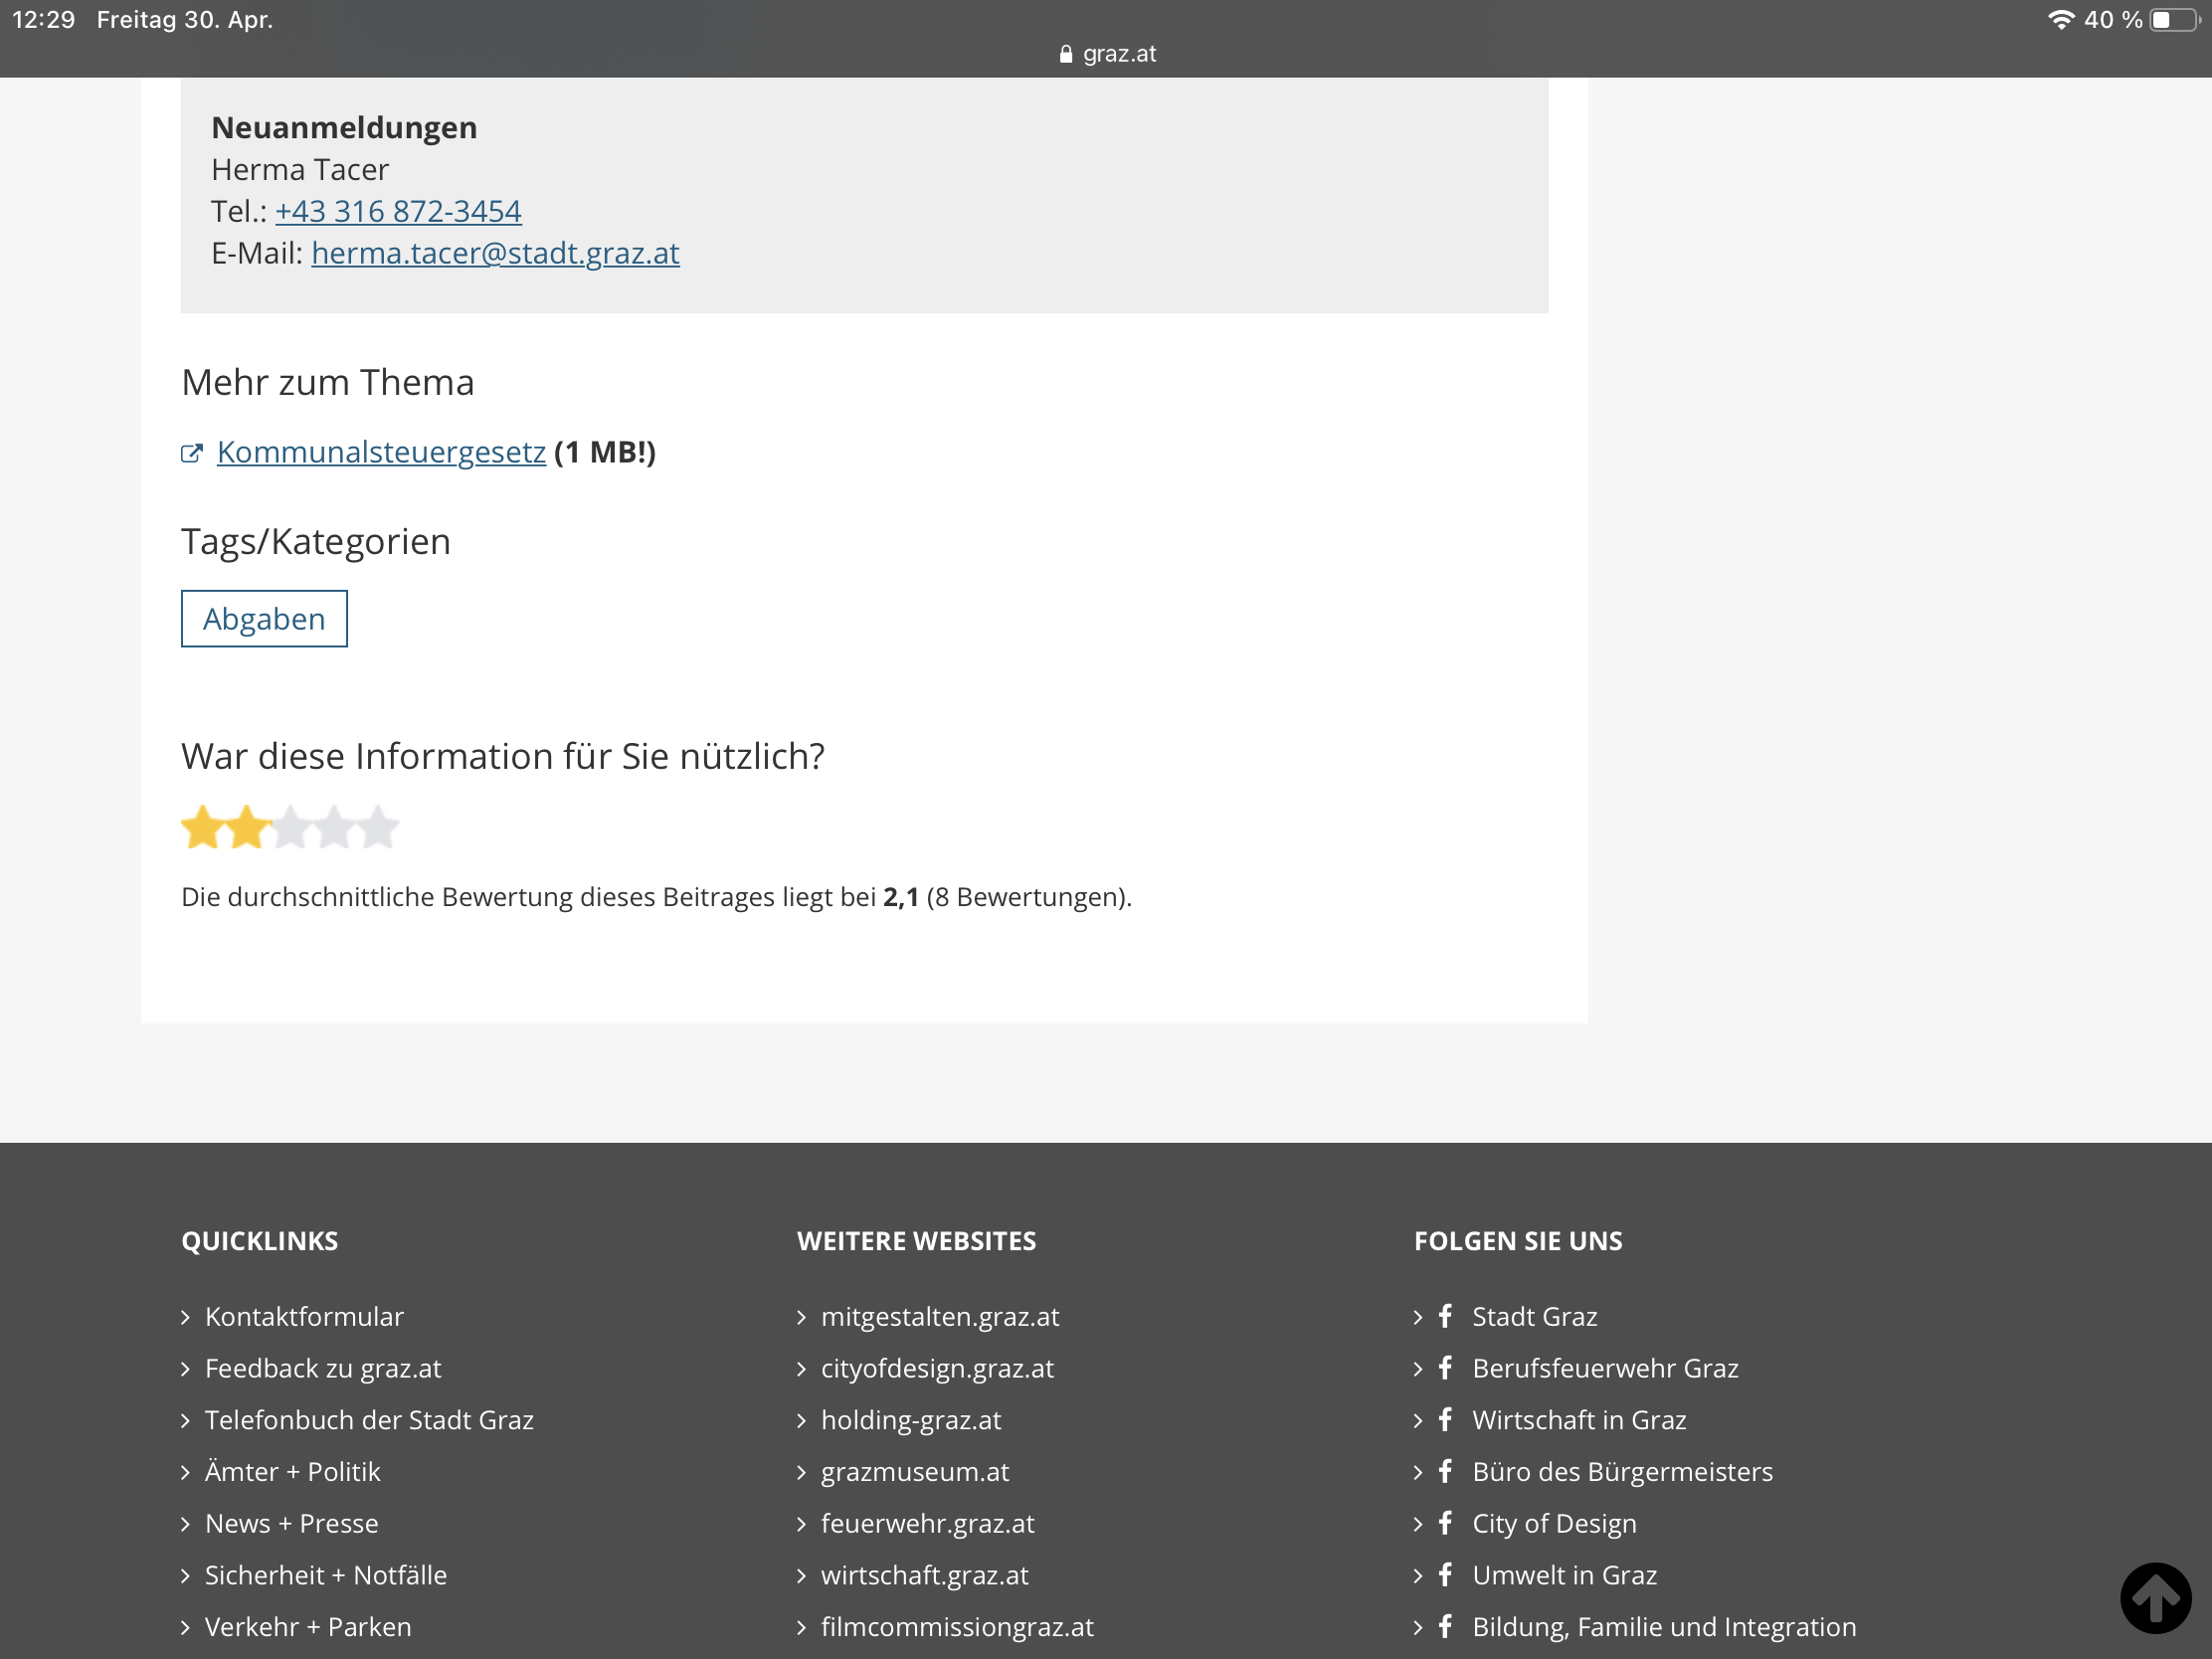 12:29 Freitag 30. Apr.
40 %
graz.at
Neuanmeldungen
Herma Tacer
Tel.: +43 316 872-3454
E-Mail: herma.tacer@stadt.graz.at
Mehr zum Thema
Kommunalsteuergesetz (1 MB!)
Tags/Kategorien
Abgaben
War diese Information für Sie nützlich?
Die durchschnittliche Bewertung dieses Beitrages liegt bei 2,1 (8 Bewertungen).
QUICKLINKS
Kontaktformular
Feedback zu graz.at
Telefonbuch der Stadt Graz
Ämter + Politik
News + Presse
Sicherheit + Notfälle
Verkehr + Parken
WEITERE WEBSITES
mitgestalten.graz.at
cityofdesign.graz.at
holding-graz.at
grazmuseum.at
feuerwehr.graz.at
wirtschaft.graz.at
filmcommissiongraz.at
FOLGEN SIE UNS
Stadt Graz
Berufsfeuerwehr Graz
Wirtschaft in Graz
Büro des Bürgermeisters
City of Design
Umwelt in Graz
Bildung, Familie und Integration